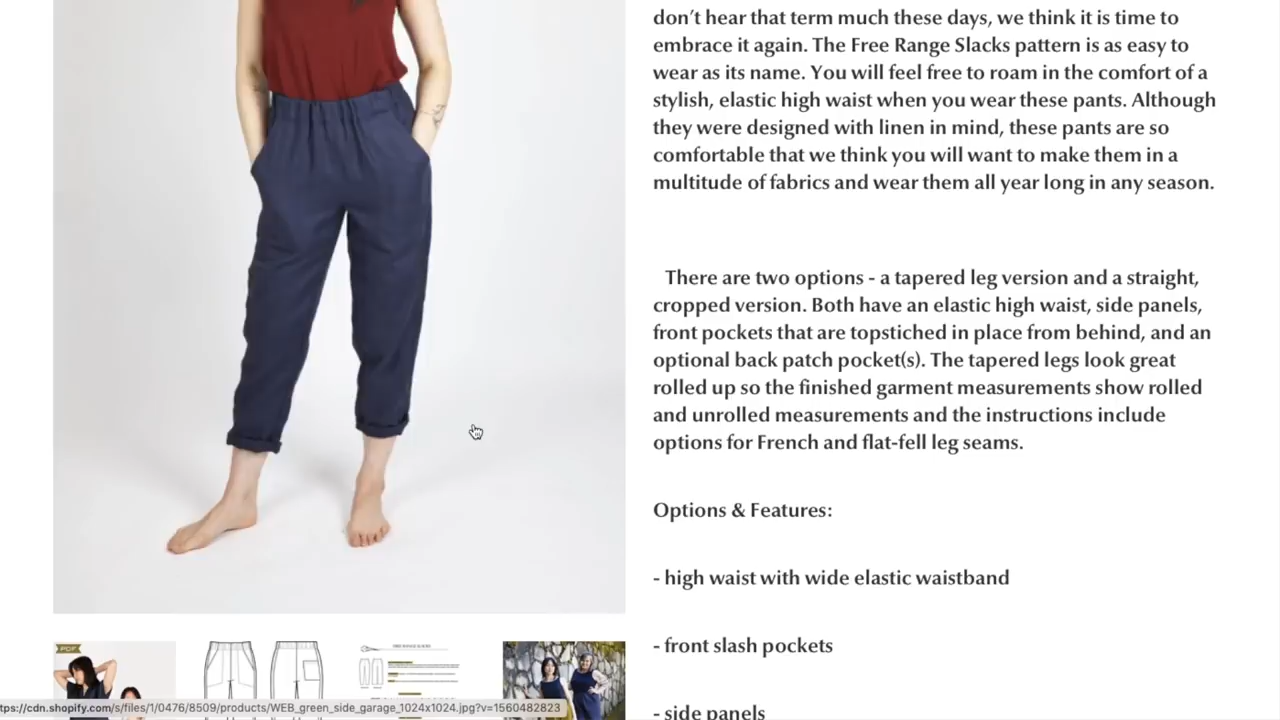 don’t hear that term much these days, we think it is time to
embrace it again. The Free Range Slacks pattern is as easy to
wear as its name. You will feel free to roam in the comfort of a
stylish, elastic high waist when you wear these pants. Although
they were designed with linen in mind, these pants are so
comfortable that we think you will want to make them in a
multitude of fabrics and wear them all year long in any season.
There are two options - a tapered leg version and a straight,
cropped version. Both have an elastic high waist, side panels,
front pockets that are topstiched in place from behind, and an
optional back patch pocket(s). The tapered legs look great
rolled up so the finished garment measurements show rolled
and unrolled measurements and the instructions include
options for French and flat-fell leg seams.
Options & Features:
- high waist with wide elastic waistband
- front slash pockets
- side panels
PDF
ttps://cdn.shopify.com/s/files/1/0476/8509/products/WEB_green_side_garage_1024x1024.jpg?v=1560482823